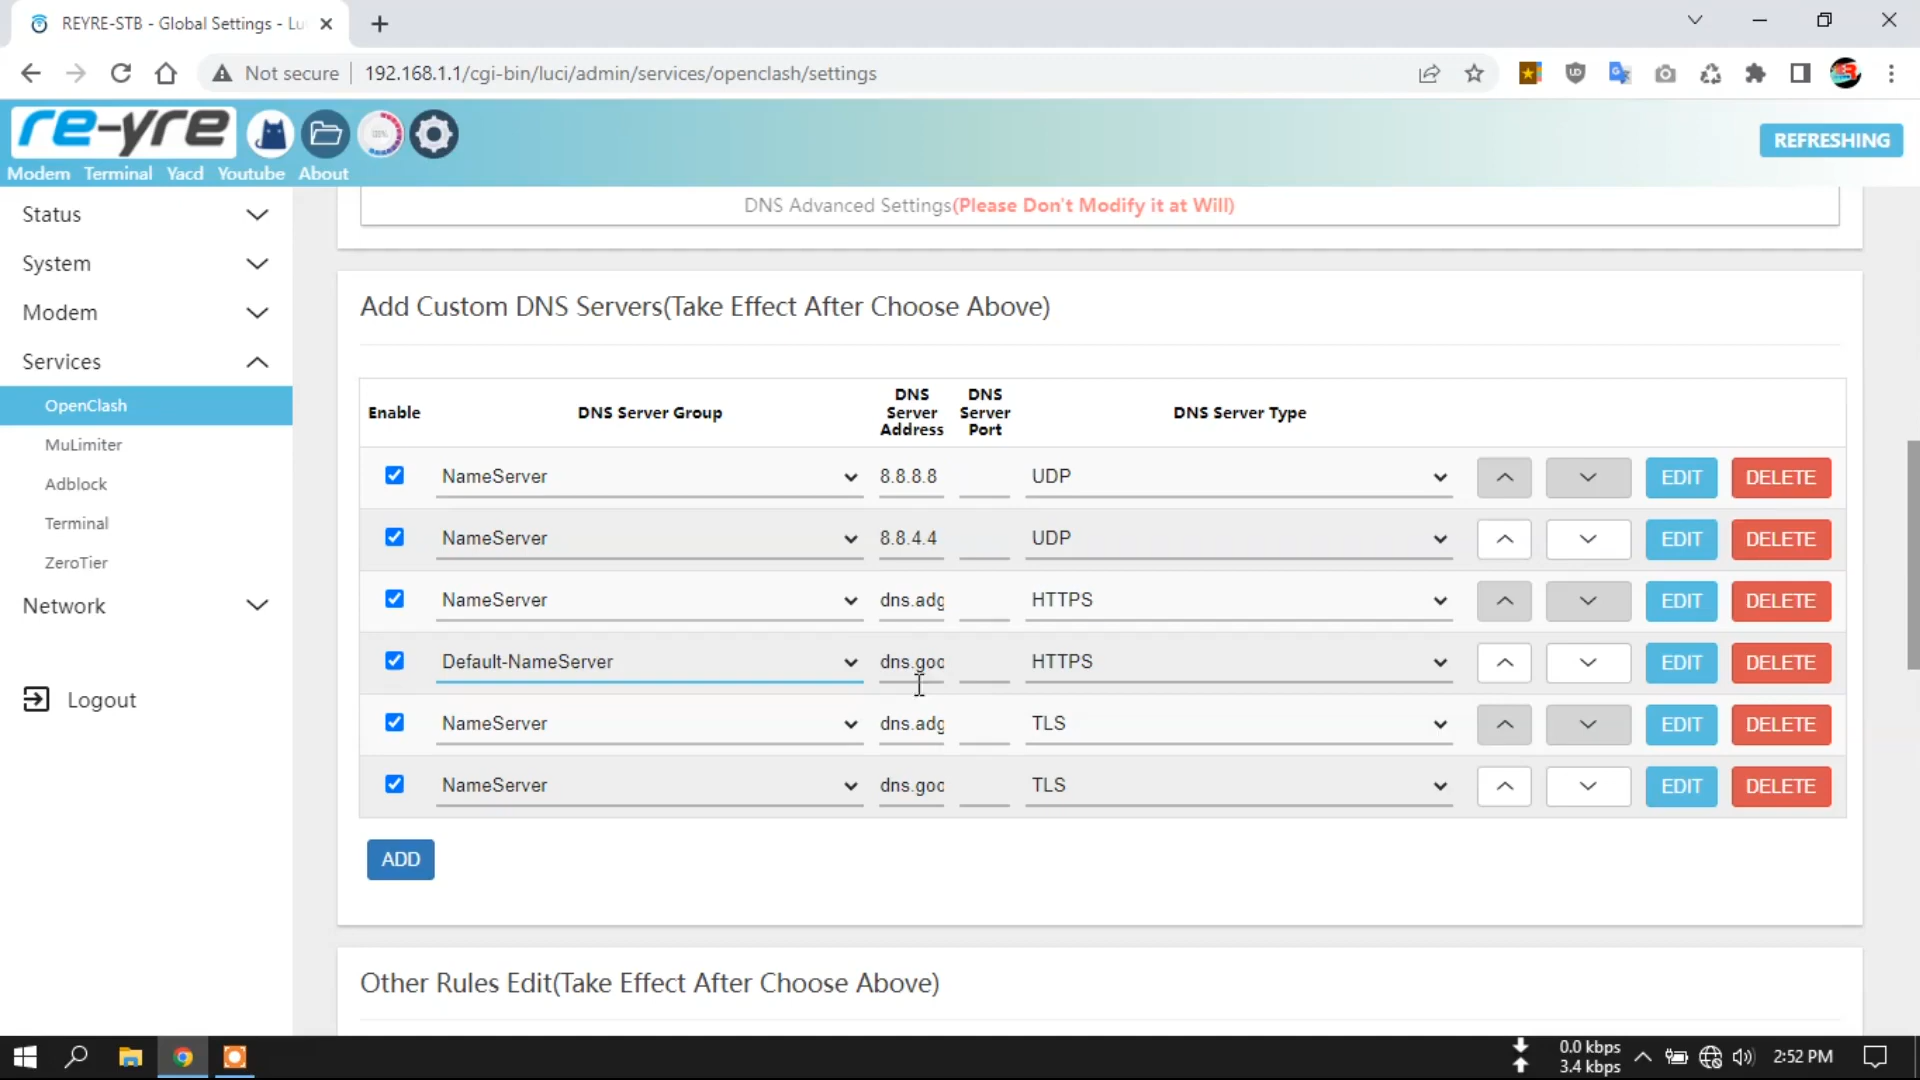 REYRE-STB - Global Settings - Lu
Not secure
192.168.1.1/cgi-bin/luci/admin/services/openclash/settings
re-yre
REFRESHING
Modem Terminal Yacd Youtube About
Status
System
Modem
Services
OpenClash
MuLimiter
Adblock
Terminal
ZeroTier
Network
Logout
DNS Advanced Settings(Please Don't Modify it at Will)
Add Custom DNS Servers(Take Effect After Choose Above)
Enable DNS Server Group DNS Server Address DNS Server Port DNS Server Type
NameServer 8.8.8.8 UDP EDIT DELETE
NameServer 8.8.4.4 UDP EDIT DELETE
NameServer dns.adg HTTPS EDIT DELETE
Default-NameServer dns.goo HTTPS EDIT DELETE
NameServer dns.adg TLS EDIT DELETE
NameServer dns.goo TLS EDIT DELETE
ADD
Other Rules Edit(Take Effect After Choose Above)
0.0 kbps
3.4 kbps
2:52 PM